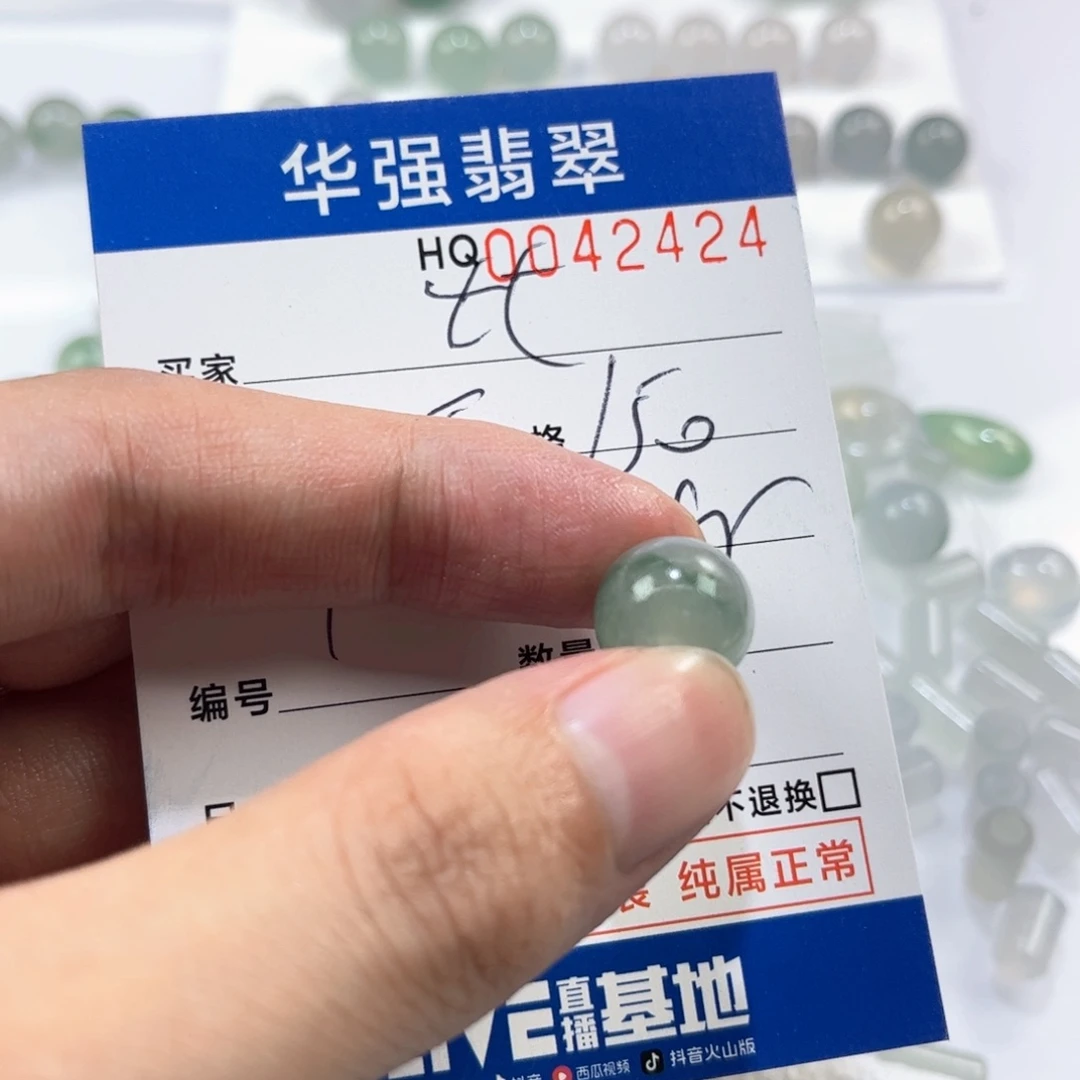 华强翡翠
HQ0042424
买家
格 150
数量
编号
不退换
纯属正常
直播基地
西瓜视频 抖音火山版